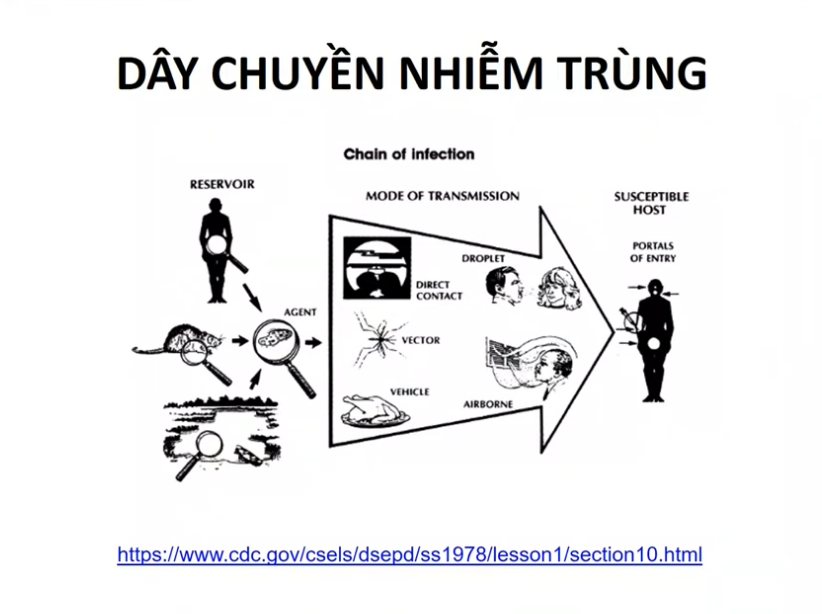 DÂY CHUYỀN NHIỄM TRÙNG
Chain of infection
RESERVOIR
MODE OF TRANSMISSION
SUSCEPTIBLE
HOST
PORTALS
OF ENTRY
AGENT
DIRECT
CONTACT
DROPLET
VECTOR
VEHICLE
AIRBORNE
https://www.cdc.gov/csels/dsepd/ss1978/lesson1/section10.html